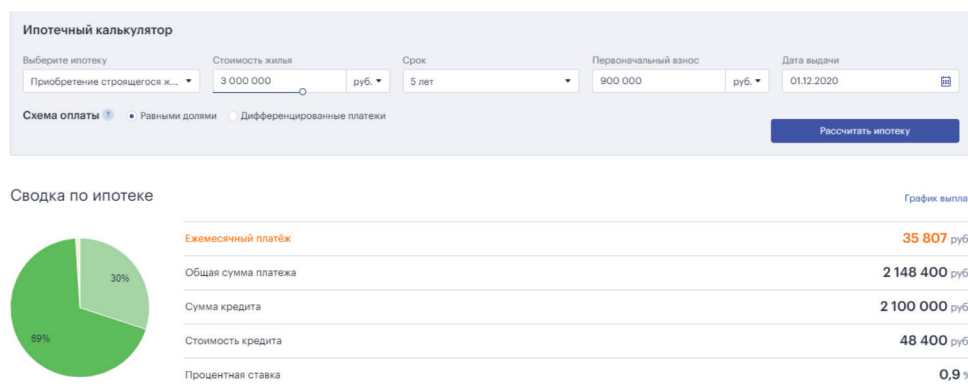 Ипотечный калькулятор
Выберите ипотеку Стоимость жилья Срок Первоначальный взнос Дата выдачи
Приобретение строящегося ж... 3 000 000 руб. 5 лет 900 000 руб. 01.12.2020
Схема оплаты ? Равными долями Дифференцированные платежи
Рассчитать ипотеку
Сводка по ипотеке График выпла
Ежемесячный платёж 35 807 руб
30% Общая сумма платежа 2 148 400 руб
Сумма кредита 2 100 000 руб
69% Стоимость кредита 48 400 руб
Процентная ставка 0,9 %